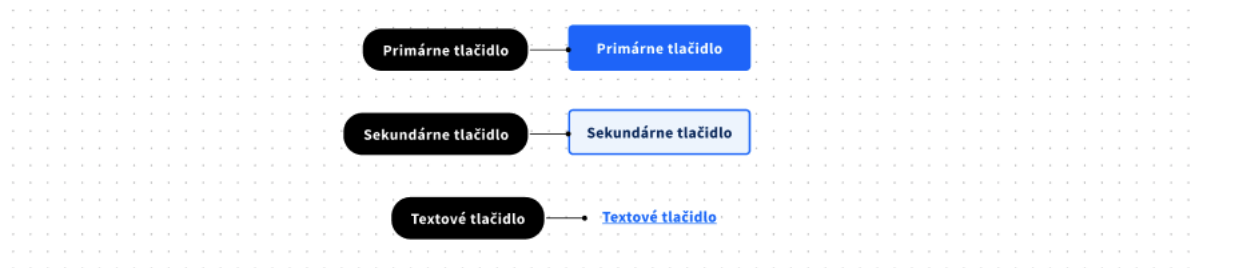 Primárne tlačidlo Primárne tlačidlo
Sekundárne tlačidlo Sekundárne tlačidlo
Textové tlačidlo Textové tlačidlo